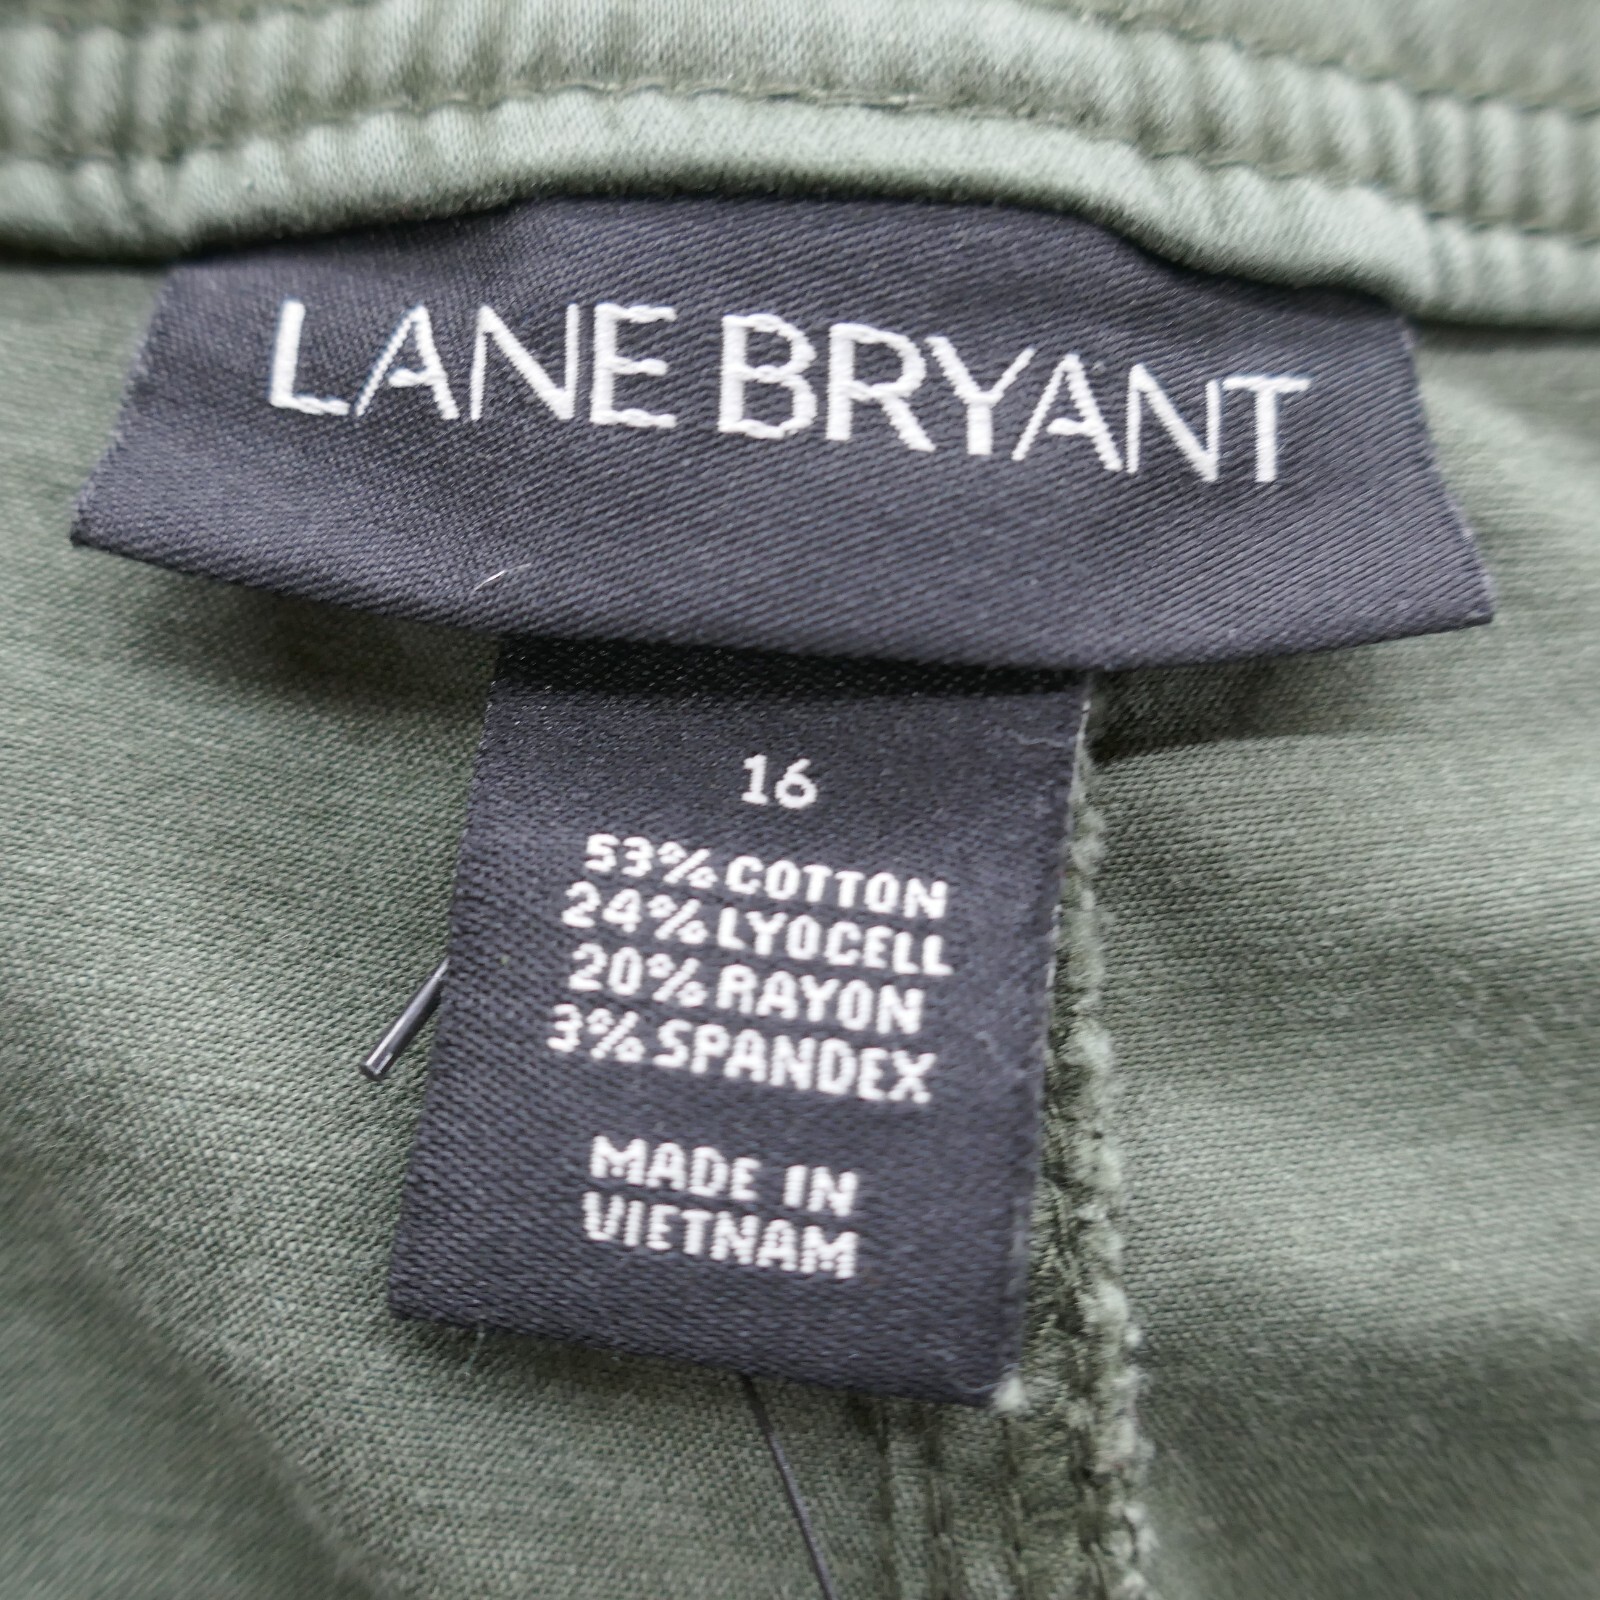 LANE BRYANT
16
53% COTTON
24% LYOCELL
20% RAYON
3% SPANDEX
MADE IN
VIETNAM